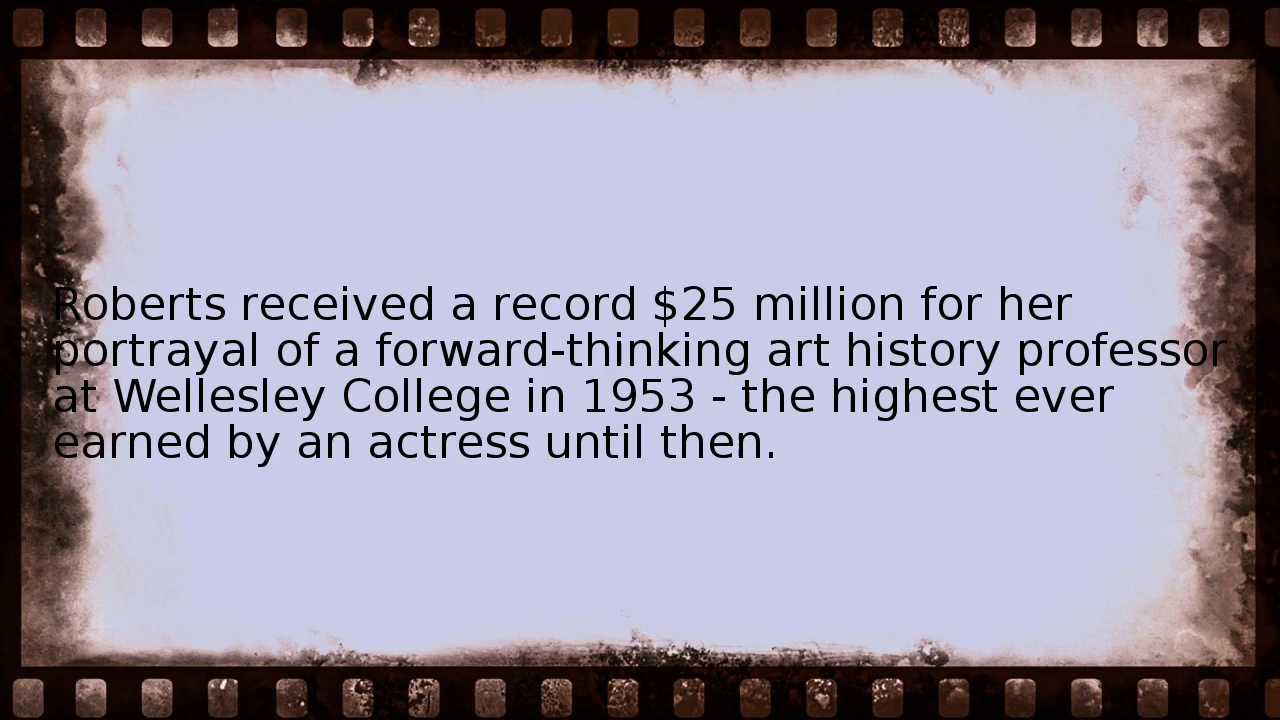 Roberts received a record $25 million for her
portrayal of a forward-thinking art history professor
at Wellesley College in 1953 - the highest ever
earned by an actress until then.